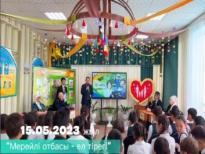 15.05.2023 жыл
"Мерейлі отбасы - ел тірегі"